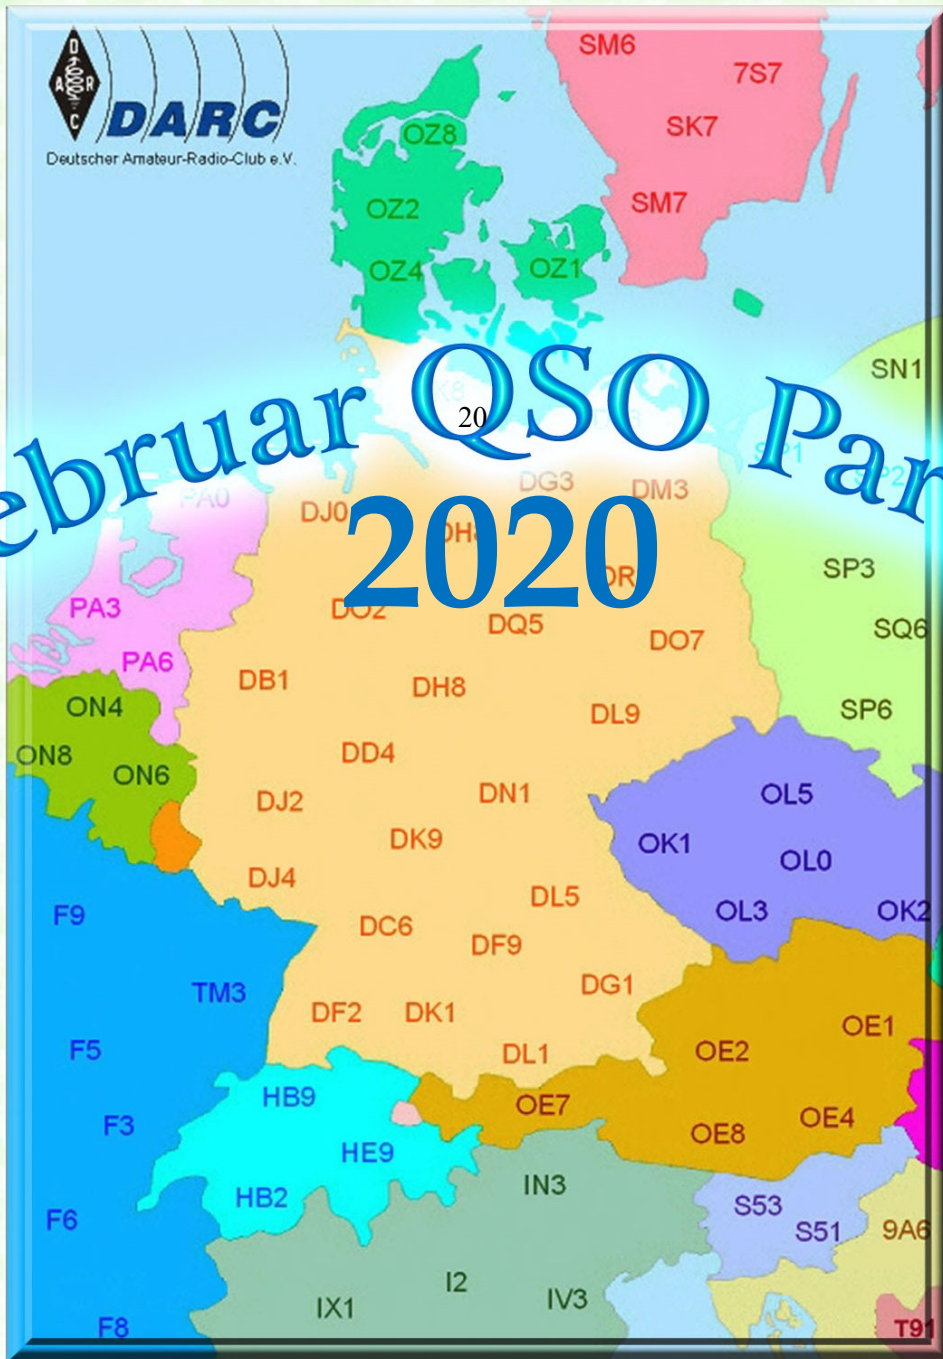 D
A R
C
DARC
Deutscher Amateur-Radio-Club e.V.
SM6
7S7
OZ8
SK7
OZ2
SM7
OZ4
OZ1
SN1
ebruar QSO Par
20
SP1
SP2
PA0
DG3
DM3
DJ0
2020
SP3
PA3
DO2
DQ5
SQ6
DO7
PA6
DB1
DH8
ON4
SP6
DL9
ON8
DD4
ON6
DN1
OL5
DJ2
DK9
OK1
OL0
DJ4
DL5
F9
OL3
OK2
DC6
DF9
DG1
TM3
DF2
DK1
OE1
F5
OE2
DL1
HB9
OE7
F3
OE4
OE8
HE9
IN3
HB2
S53
F6
S51
9A6
I2
IX1
IV3
F8
T91